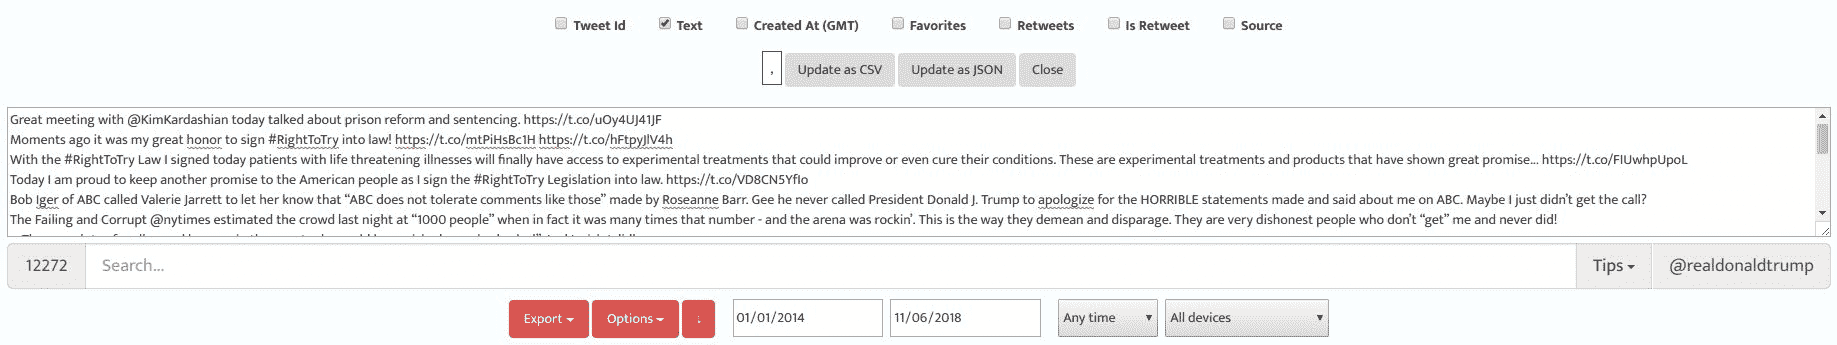 Tweet Id Text Created At (GMT) Favorites Retweets Is Retweet Source
, Update as CSV Update as JSON Close
Great meeting with @KimKardashian today talked about prison reform and sentencing. https://t.co/uOy4UJ41JF
Moments ago it was my great honor to sign #RightToTry into law! https://t.co/mtPiHsBc1H https://t.co/hFtpyJlV4h
With the #RightToTry Law I signed today patients with life threatening illnesses will finally have access to experimental treatments that could improve or even cure their conditions. These are experimental treatments and products that have shown great promise... https://t.co/FIUwhpUpoL
Today I am proud to keep another promise to the American people as I sign the #RightToTry Legislation into law. https://t.co/VD8CN5YfIo
Bob Iger of ABC called Valerie Jarrett to let her know that “ABC does not tolerate comments like those” made by Roseanne Barr. Gee he never called President Donald J. Trump to apologize for the HORRIBLE statements made and said about me on ABC. Maybe I just didn’t get the call?
The Failing and Corrupt @nytimes estimated the crowd last night at “1000 people” when in fact it was many times that number - and the arena was rockin’. This is the way they demean and disparage. They are very dishonest people who don’t “get” me and never did!
12272 Search... Tips @realdonaldtrump
Export Options 01/01/2014 11/06/2018 Any time All devices